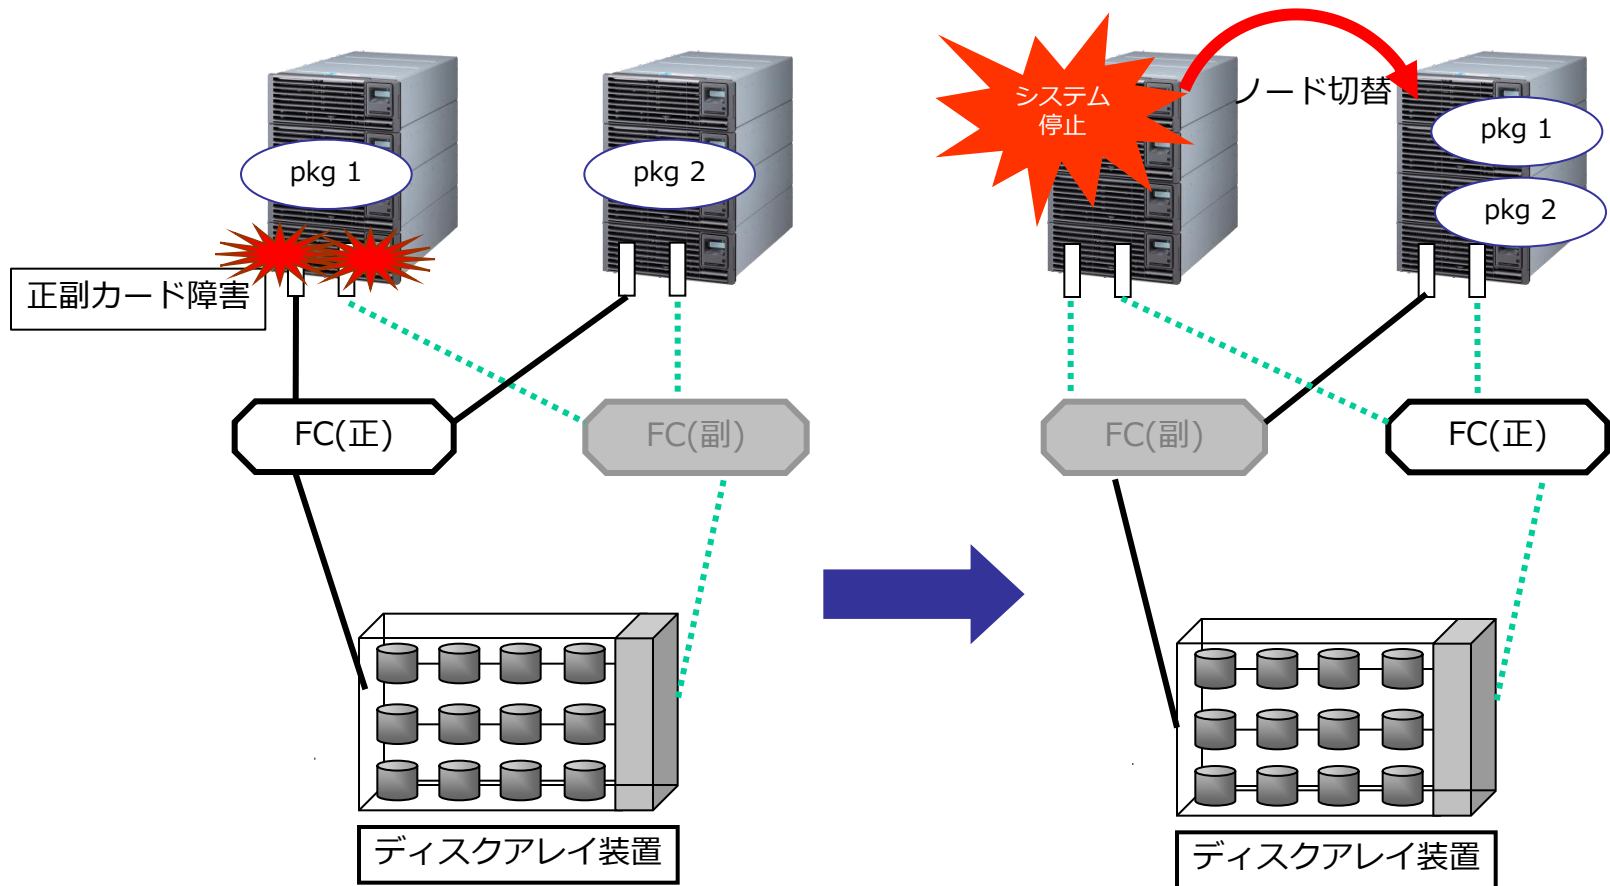 pkg 1
pkg 2
正副カード障害
FC(正)
FC(副)
ディスクアレイ装置
システム
停止
ノード切替
pkg 1
pkg 2
FC(副)
FC(正)
ディスクアレイ装置